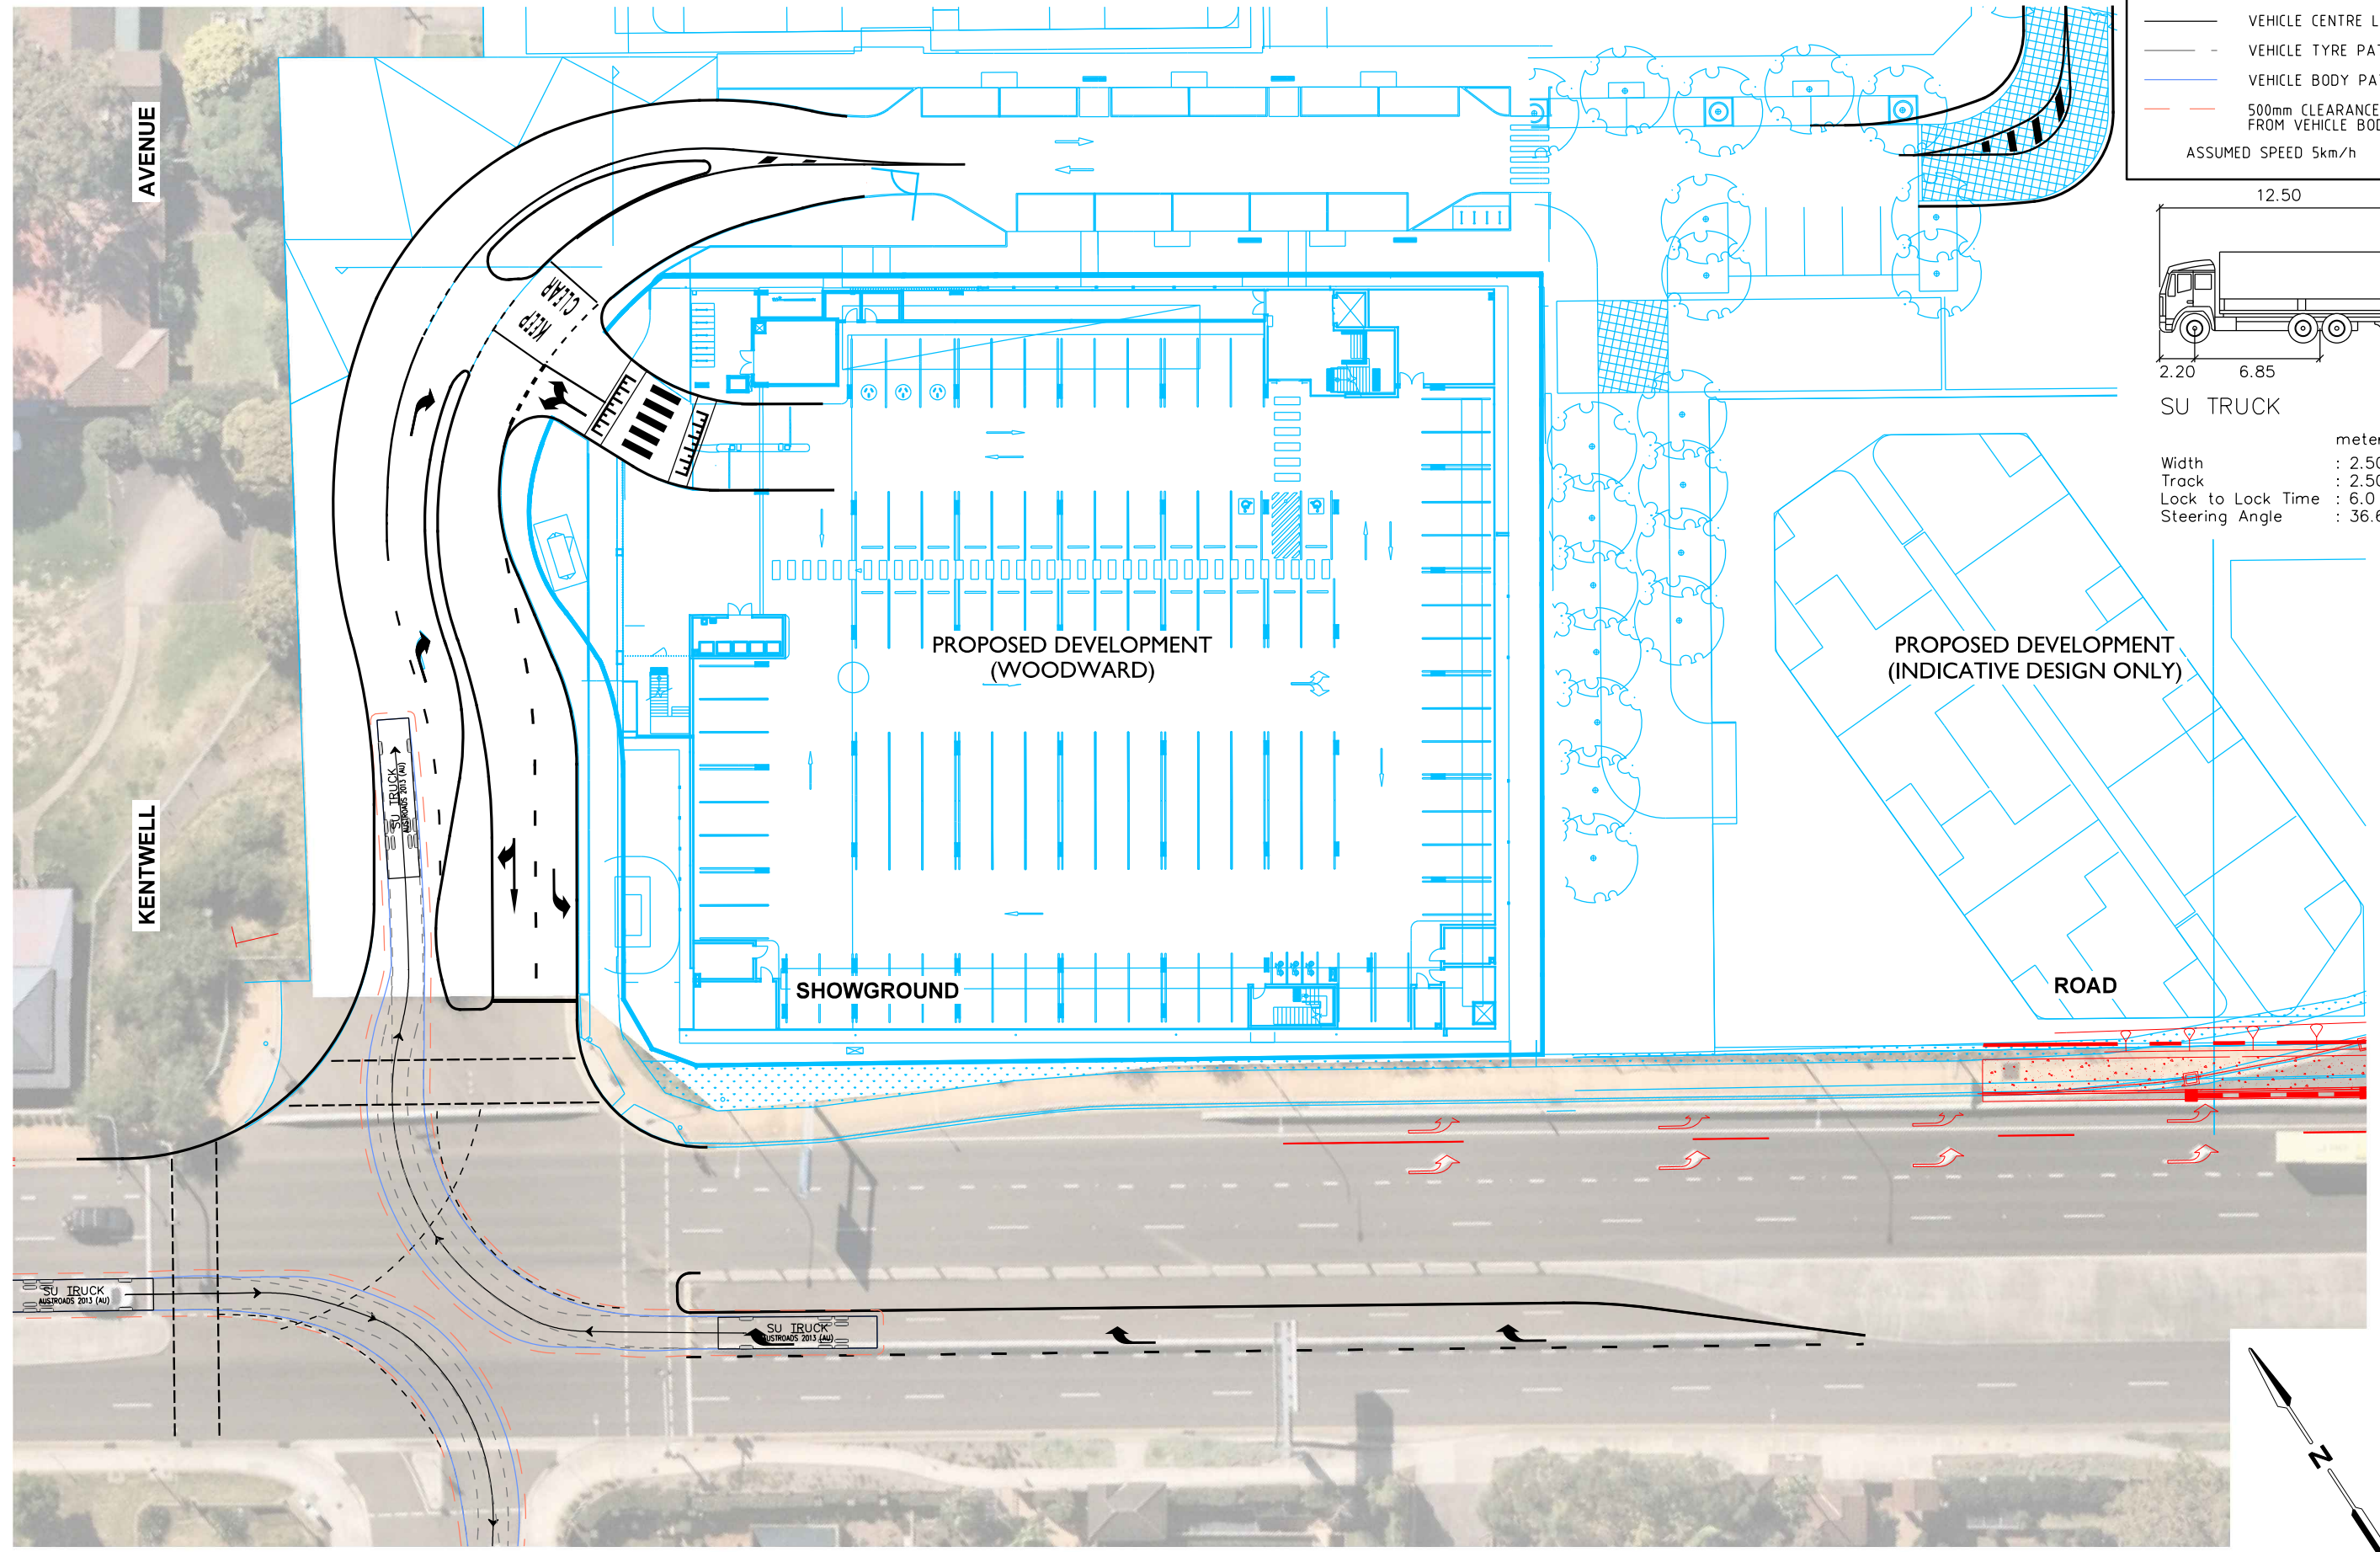 VEHICLE CENTRE L
VEHICLE TYRE PAT
VEHICLE BODY PA
500mm CLEARANCE
FROM VEHICLE BOD
ASSUMED SPEED 5km/h
12.50
2.20 6.85
SU TRUCK
meter
Width : 2.50
Track : 2.50
Lock to Lock Time : 6.0
Steering Angle : 36.6
AVENUE
KEEP
CLEAR
PROPOSED DEVELOPMENT
(WOODWARD)
PROPOSED DEVELOPMENT
(INDICATIVE DESIGN ONLY)
KENTWELL
SU TRUCK
AUSTROADS 2013 (AU)
SHOWGROUND
ROAD
SU TRUCK
AUSTROADS 2013 (AU)
SU TRUCK
AUSTROADS 2013 (AU)
N